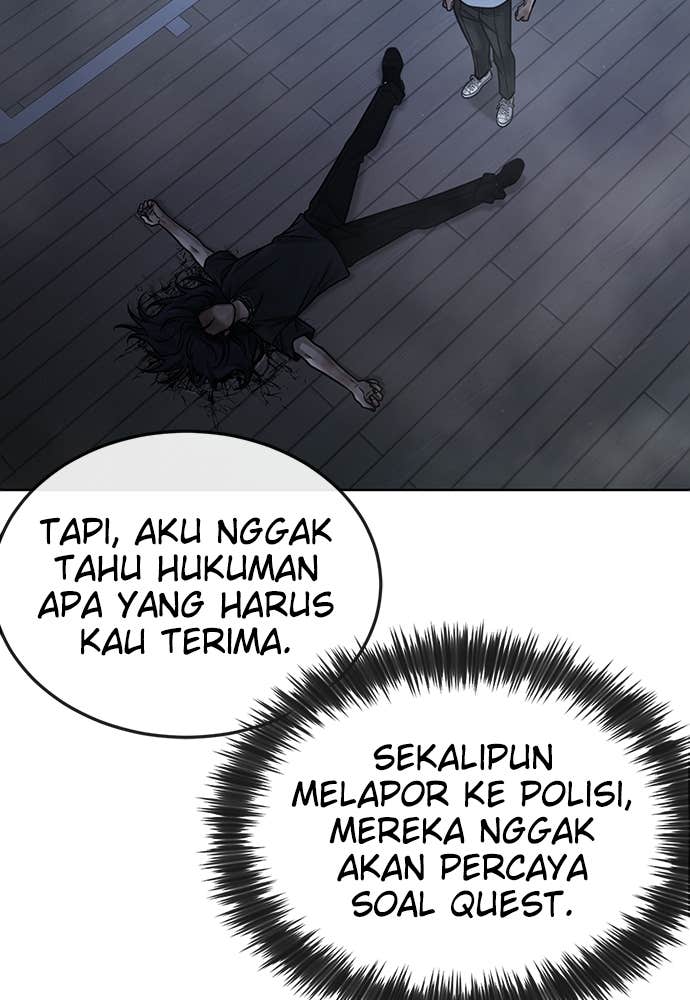 TAPI, AKU NGGAK
TAHU HUKUMAN
APA YANG HARUS
KAU TERIMA.
SEKALIPUN
MELAPOR KE POLISI,
MEREKA NGGAK
AKAN PERCAYA
SOAL QUEST.